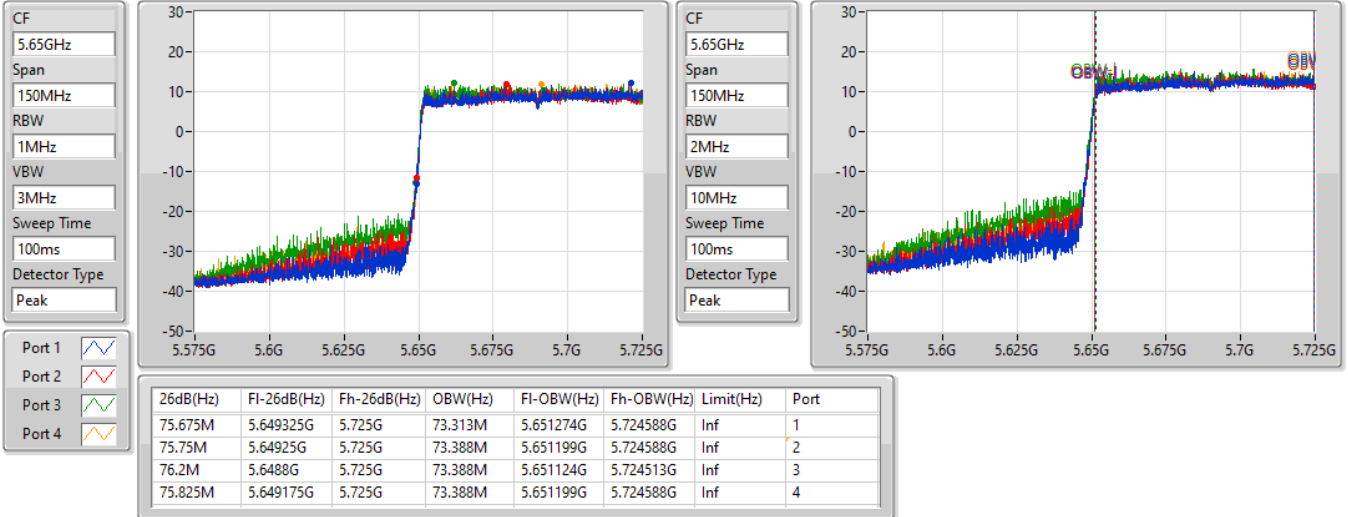 CF
5.65GHz
Span
150MHz
RBW
1MHz
VBW
3MHz
Sweep Time
100ms
Detector Type
Peak
30
20
10
0
-10
-20
-30
-40
-50
5.575G 5.6G 5.625G 5.65G 5.675G 5.7G 5.725G
CF
5.65GHz
Span
150MHz
RBW
2MHz
VBW
10MHz
Sweep Time
100ms
Detector Type
Peak
30
20
10
0
-10
-20
-30
-40
-50
5.575G 5.6G 5.625G 5.65G 5.675G 5.7G 5.725G
Port 1
Port 2
Port 3
Port 4
26dB(Hz) Fl-26dB(Hz) Fh-26dB(Hz) OBW(Hz) Fl-OBW(Hz) Fh-OBW(Hz) Limit(Hz) Port
75.675M 5.649325G 5.725G 73.313M 5.651274G 5.724588G Inf 1
75.75M 5.64925G 5.725G 73.388M 5.651199G 5.724588G Inf 2
76.2M 5.6488G 5.725G 73.388M 5.651124G 5.724513G Inf 3
75.825M 5.649175G 5.725G 73.388M 5.651199G 5.724588G Inf 4